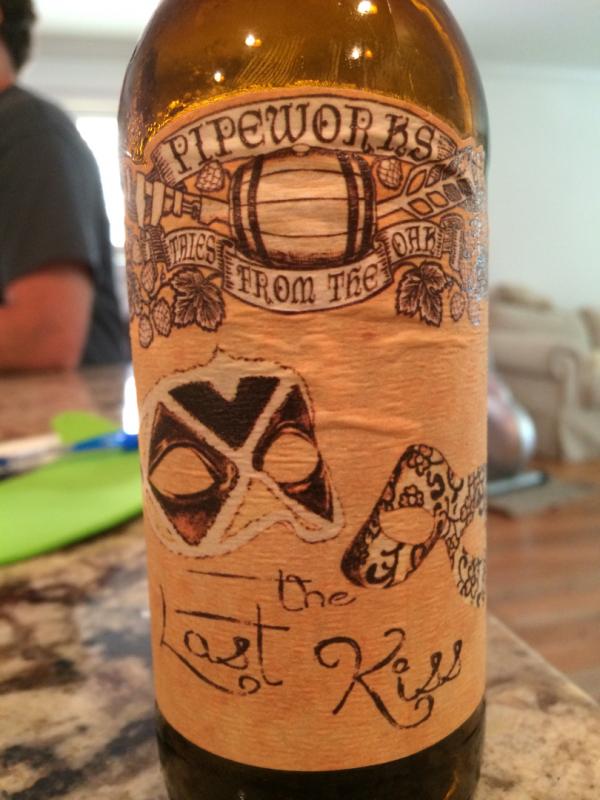 PIPEWORKS
TALES FROM THE OAK
the
Last Kiss